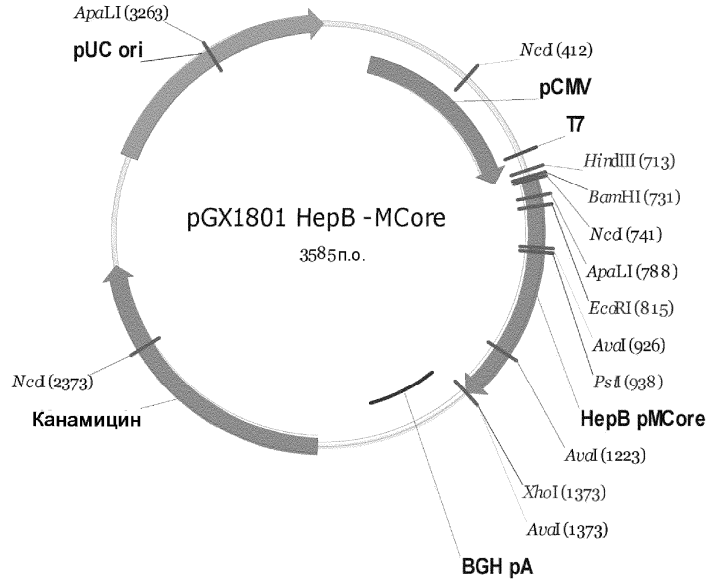 ApaLI (3263)
pUC ori
NcoI (412)
pCMV
T7
HindIII (713)
BamHI (731)
NcoI (741)
ApaLI (788)
EcoRI (815)
AvaI (926)
PstI (938)
HepB pMCore
AvaI (1223)
XhoI (1373)
AvaI (1373)
BGH pA
Канамицин
NcoI (2373)
pGX1801 HepB -MCore
3585 п.о.